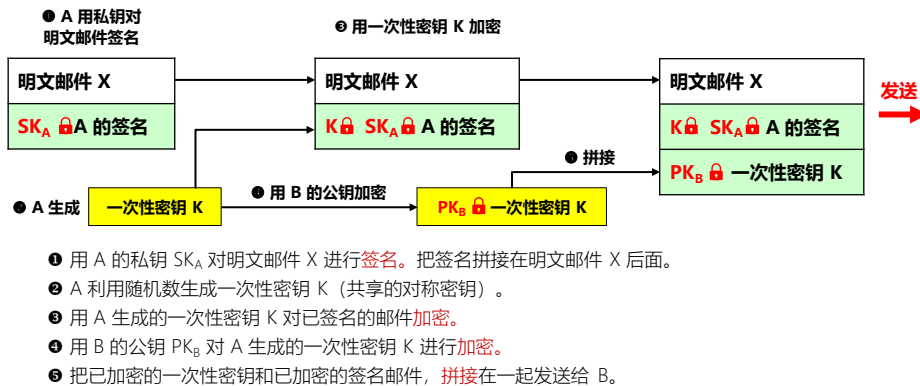 ❶ A 用私钥对
明文邮件签名
❸ 用一次性密钥 K 加密
明文邮件 X
明文邮件 X
明文邮件 X
发送
SK_A A 的签名
K SK_A A 的签名
K SK_A A 的签名
PK_B 一次性密钥 K
❺ 拼接
❷ A 生成
一次性密钥 K
❹ 用 B 的公钥加密
PK_B 一次性密钥 K
❶ 用 A 的私钥 SK_A 对明文邮件 X 进行签名。把签名拼接在明文邮件 X 后面。
❷ A 利用随机数生成一次性密钥 K（共享的对称密钥）。
❸ 用 A 生成的一次性密钥 K 对已签名的邮件加密。
❹ 用 B 的公钥 PK_B 对 A 生成的一次性密钥 K 进行加密。
❺ 把已加密的一次性密钥和已加密的签名邮件，拼接在一起发送给 B。